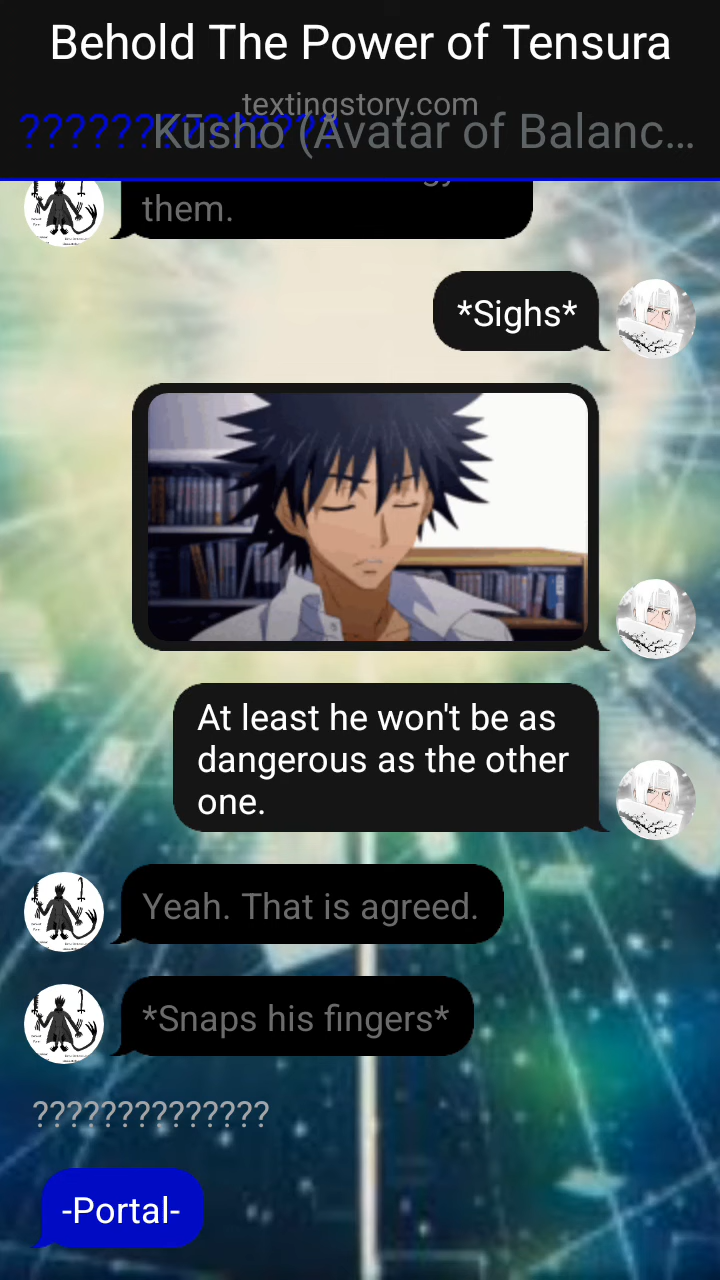 Behold The Power of Tensura
textingstory.com
??????????????
Kūsho (Avatar of Balanc...
them.
*Sighs*
At least he won't be as
dangerous as the other
one.
Yeah. That is agreed.
*Snaps his fingers*
??????????????
-Portal-